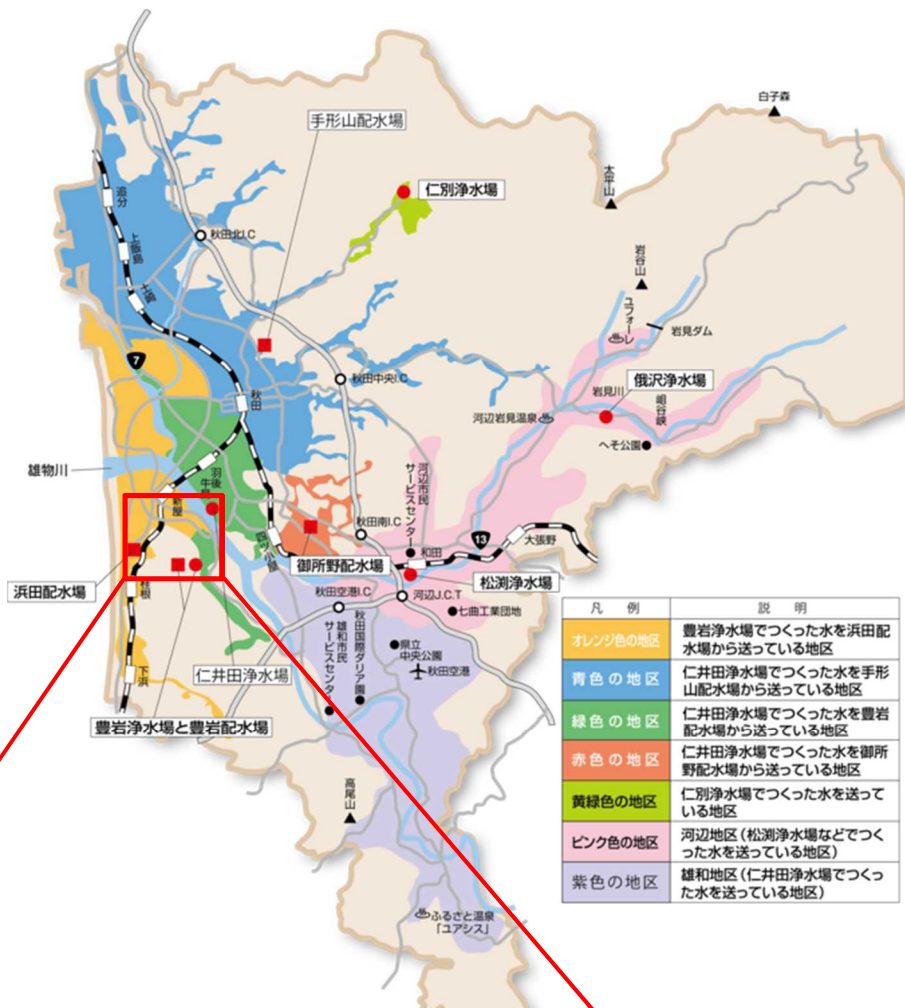 白子森
手形山配水場
太平山
仁別浄水場
追分
秋田北I.C
上飯島
岩谷山
土崎
ユフォーレ
岩見ダム
7
秋田中央I.C
俄沢浄水場
秋田
岩見川
岨谷峡
河辺岩見温泉
へそ公園
雄物川
羽後
牛島
河辺市民
サービスセンター
新屋
秋田南I.C
13
四ツ小屋
和田
大張野
御所野配水場
松渕浄水場
浜田配水場
桂根
秋田空港I.C
河辺J.C.T
七曲工業団地
雄和市民
サービスセンター
秋田国際ダリア園
県立
中央公園
秋田空港
下浜
仁井田浄水場
豊岩浄水場と豊岩配水場
高尾山
ふるさと温泉
「ユアシス」
凡 例 説 明
オレンジ色の地区 豊岩浄水場でつくった水を浜田配
水場から送っている地区
青色の地区 仁井田浄水場でつくった水を手形
山配水場から送っている地区
緑色の地区 仁井田浄水場でつくった水を豊岩
配水場から送っている地区
赤色の地区 仁井田浄水場でつくった水を御所
野配水場から送っている地区
黄緑色の地区 仁別浄水場でつくった水を送って
いる地区
ピンク色の地区 河辺地区(松渕浄水場などでつく
った水を送っている地区)
紫色の地区 雄和地区(仁井田浄水場でつくっ
た水を送っている地区)